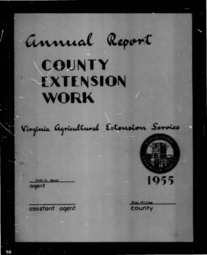 Annual Report
COUNTY
EXTENSION
WORK
Virginia Agricultural Extension Service
1955
agent
assistant agent
county